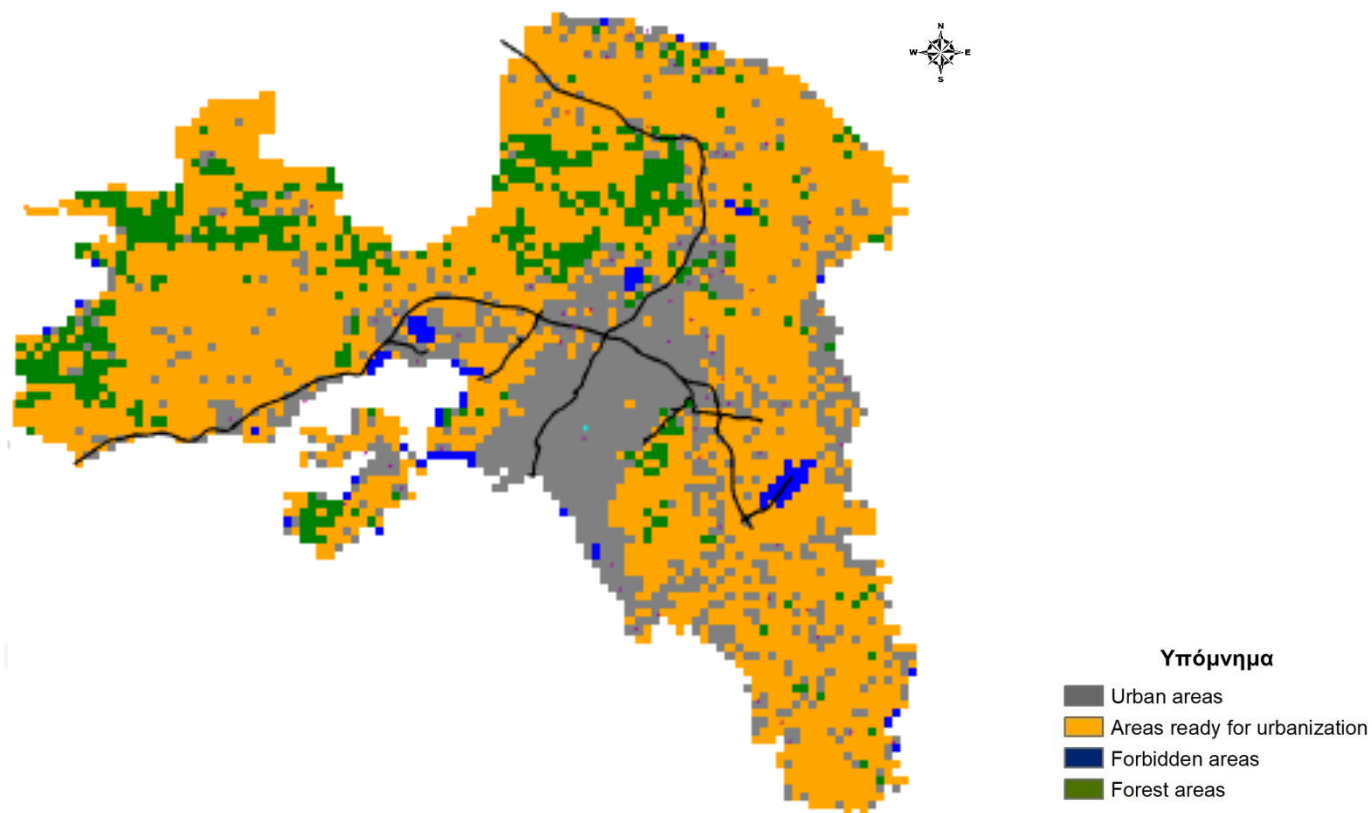 N
W E
S
Υπόμνημα
Urban areas
Areas ready for urbanization
Forbidden areas
Forest areas